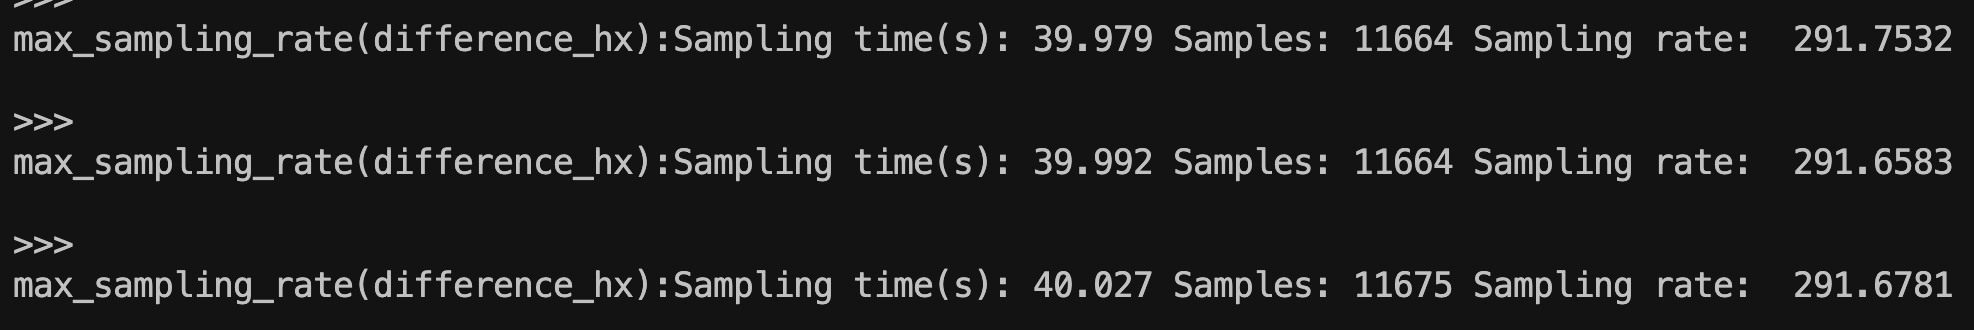 >>>
max_sampling_rate(difference_hx):Sampling time(s): 39.979 Samples: 11664 Sampling rate:  291.7532
>>>
max_sampling_rate(difference_hx):Sampling time(s): 39.992 Samples: 11664 Sampling rate:  291.6583
>>>
max_sampling_rate(difference_hx):Sampling time(s): 40.027 Samples: 11675 Sampling rate:  291.6781